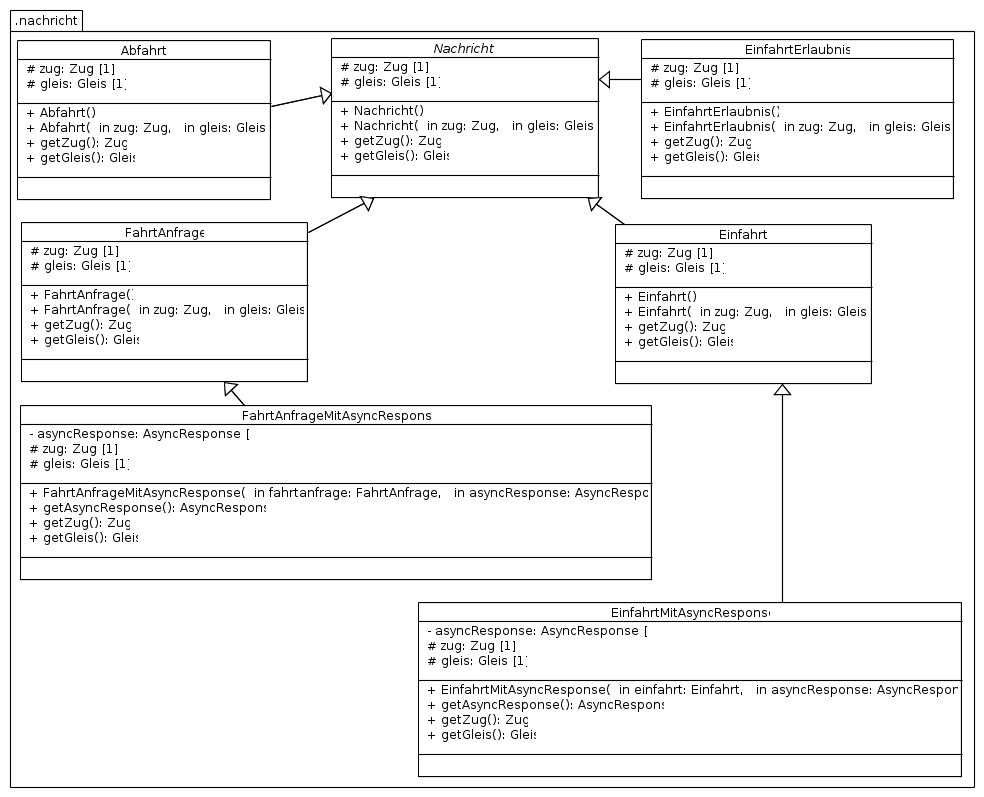 .nachricht
Abfahrt
# zug: Zug [1]
# gleis: Gleis [1]
+ Abfahrt()
+ Abfahrt( in zug: Zug, in gleis: Gleis
+ getZug(): Zug
+ getGleis(): Gleis
Nachricht
# zug: Zug [1]
# gleis: Gleis [1]
+ Nachricht()
+ Nachricht( in zug: Zug, in gleis: Gleis
+ getZug(): Zug
+ getGleis(): Gleis
EinfahrtErlaubnis
# zug: Zug [1]
# gleis: Gleis [1]
+ EinfahrtErlaubnis()
+ EinfahrtErlaubnis( in zug: Zug, in gleis: Gleis
+ getZug(): Zug
+ getGleis(): Gleis
FahrtAnfrage
# zug: Zug [1]
# gleis: Gleis [1]
+ FahrtAnfrage()
+ FahrtAnfrage( in zug: Zug, in gleis: Gleis
+ getZug(): Zug
+ getGleis(): Gleis
Einfahrt
# zug: Zug [1]
# gleis: Gleis [1]
+ Einfahrt()
+ Einfahrt( in zug: Zug, in gleis: Gleis
+ getZug(): Zug
+ getGleis(): Gleis
FahrtAnfrageMitAsyncRespons
- asyncResponse: AsyncResponse [
# zug: Zug [1]
# gleis: Gleis [1]
+ FahrtAnfrageMitAsyncResponse( in fahrtanfrage: FahrtAnfrage, in asyncResponse: AsyncRespo
+ getAsyncResponse(): AsyncRespons
+ getZug(): Zug
+ getGleis(): Gleis
EinfahrtMitAsyncResponse
- asyncResponse: AsyncResponse [
# zug: Zug [1]
# gleis: Gleis [1]
+ EinfahrtMitAsyncResponse( in einfahrt: Einfahrt, in asyncResponse: AsyncRespon
+ getAsyncResponse(): AsyncRespons
+ getZug(): Zug
+ getGleis(): Gleis